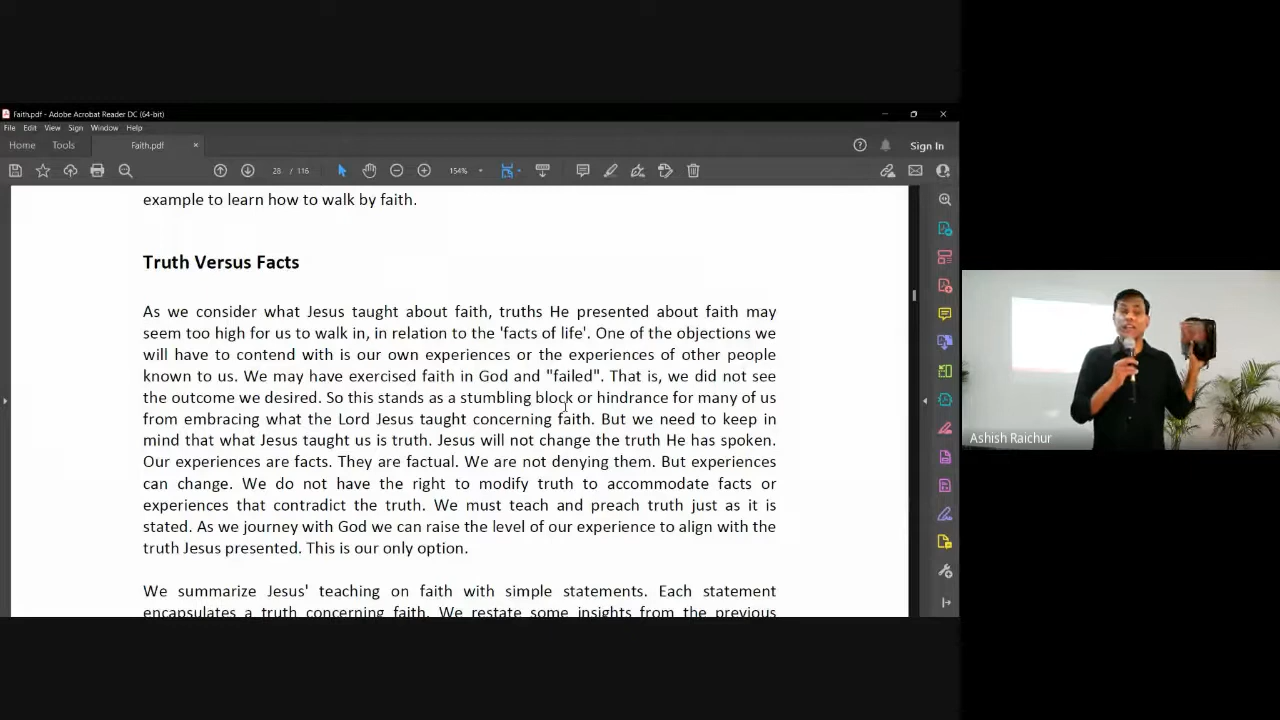 Faith.pdf - Adobe Acrobat Reader DC (64-bit)
File Edit View Sign Window Help
Home Tools Faith.pdf × Sign In
28 / 116 154%
example to learn how to walk by faith.
Truth Versus Facts
As we consider what Jesus taught about faith, truths He presented about faith may
seem too high for us to walk in, in relation to the 'facts of life'. One of the objections we
will have to contend with is our own experiences or the experiences of other people
known to us. We may have exercised faith in God and "failed". That is, we did not see
the outcome we desired. So this stands as a stumbling block or hindrance for many of us
from embracing what the Lord Jesus taught concerning faith. But we need to keep in
mind that what Jesus taught us is truth. Jesus will not change the truth He has spoken.
Our experiences are facts. They are factual. We are not denying them. But experiences
can change. We do not have the right to modify truth to accommodate facts or
experiences that contradict the truth. We must teach and preach truth just as it is
stated. As we journey with God we can raise the level of our experience to align with the
truth Jesus presented. This is our only option.
We summarize Jesus' teaching on faith with simple statements. Each statement
encapsulates a truth concerning faith. We restate some insights from the previous
Ashish Raichur